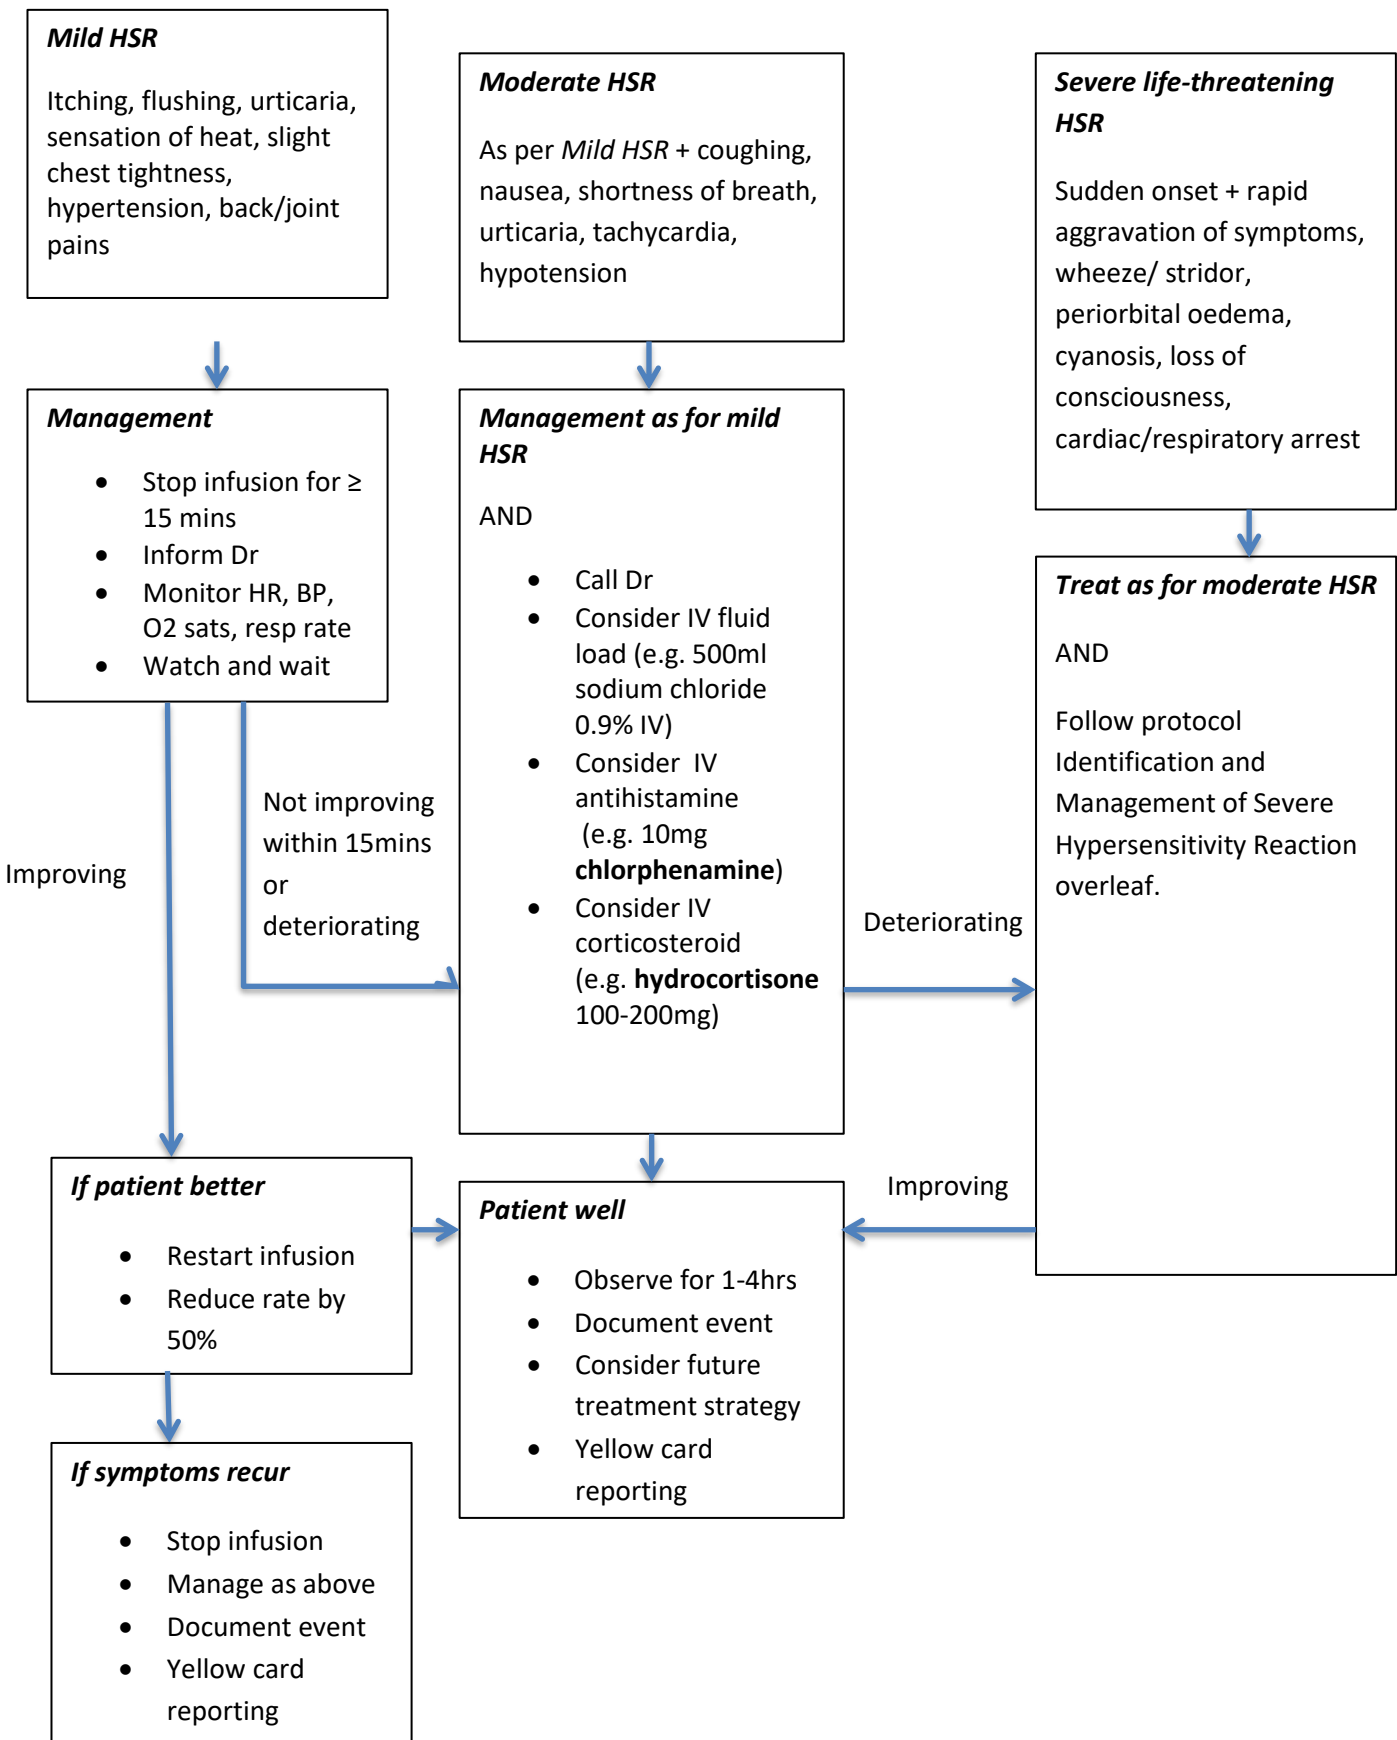 Mild HSR
Itching, flushing, urticaria,
sensation of heat, slight
chest tightness,
hypertension, back/joint
pains
Moderate HSR
As per Mild HSR + coughing,
nausea, shortness of breath,
urticaria, tachycardia,
hypotension
Severe life-threatening
HSR
Sudden onset + rapid
aggravation of symptoms,
wheeze/ stridor,
periorbital oedema,
cyanosis, loss of
consciousness,
cardiac/respiratory arrest
Management
• Stop infusion for ≥
15 mins
• Inform Dr
• Monitor HR, BP,
O2 sats, resp rate
• Watch and wait
Management as for mild
HSR
AND
• Call Dr
• Consider IV fluid
load (e.g. 500ml
sodium chloride
0.9% IV)
• Consider IV
antihistamine
(e.g. 10mg
chlorphenamine)
• Consider IV
corticosteroid
(e.g. hydrocortisone
100-200mg)
Treat as for moderate HSR
AND
Follow protocol
Identification and
Management of Severe
Hypersensitivity Reaction
overleaf.
Improving
Not improving
within 15mins
or
deteriorating
Deteriorating
Improving
If patient better
• Restart infusion
• Reduce rate by
50%
Patient well
• Observe for 1-4hrs
• Document event
• Consider future
treatment strategy
• Yellow card
reporting
If symptoms recur
• Stop infusion
• Manage as above
• Document event
• Yellow card
reporting